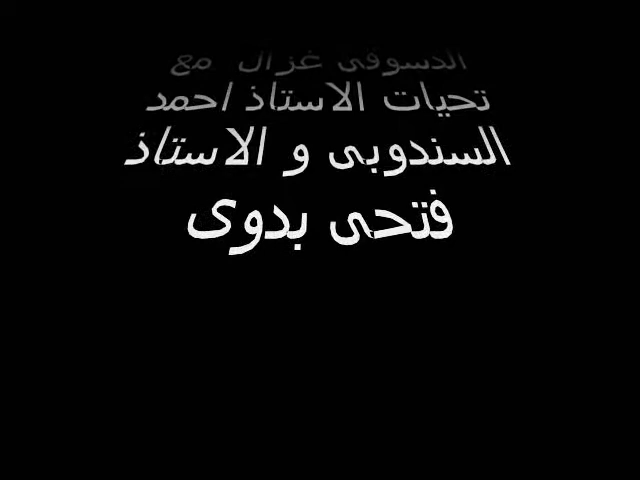 الدسوقى غزال مع
تحيات الاستاذ احمد
السندوبى و الاستاذ
فتحى بدوى